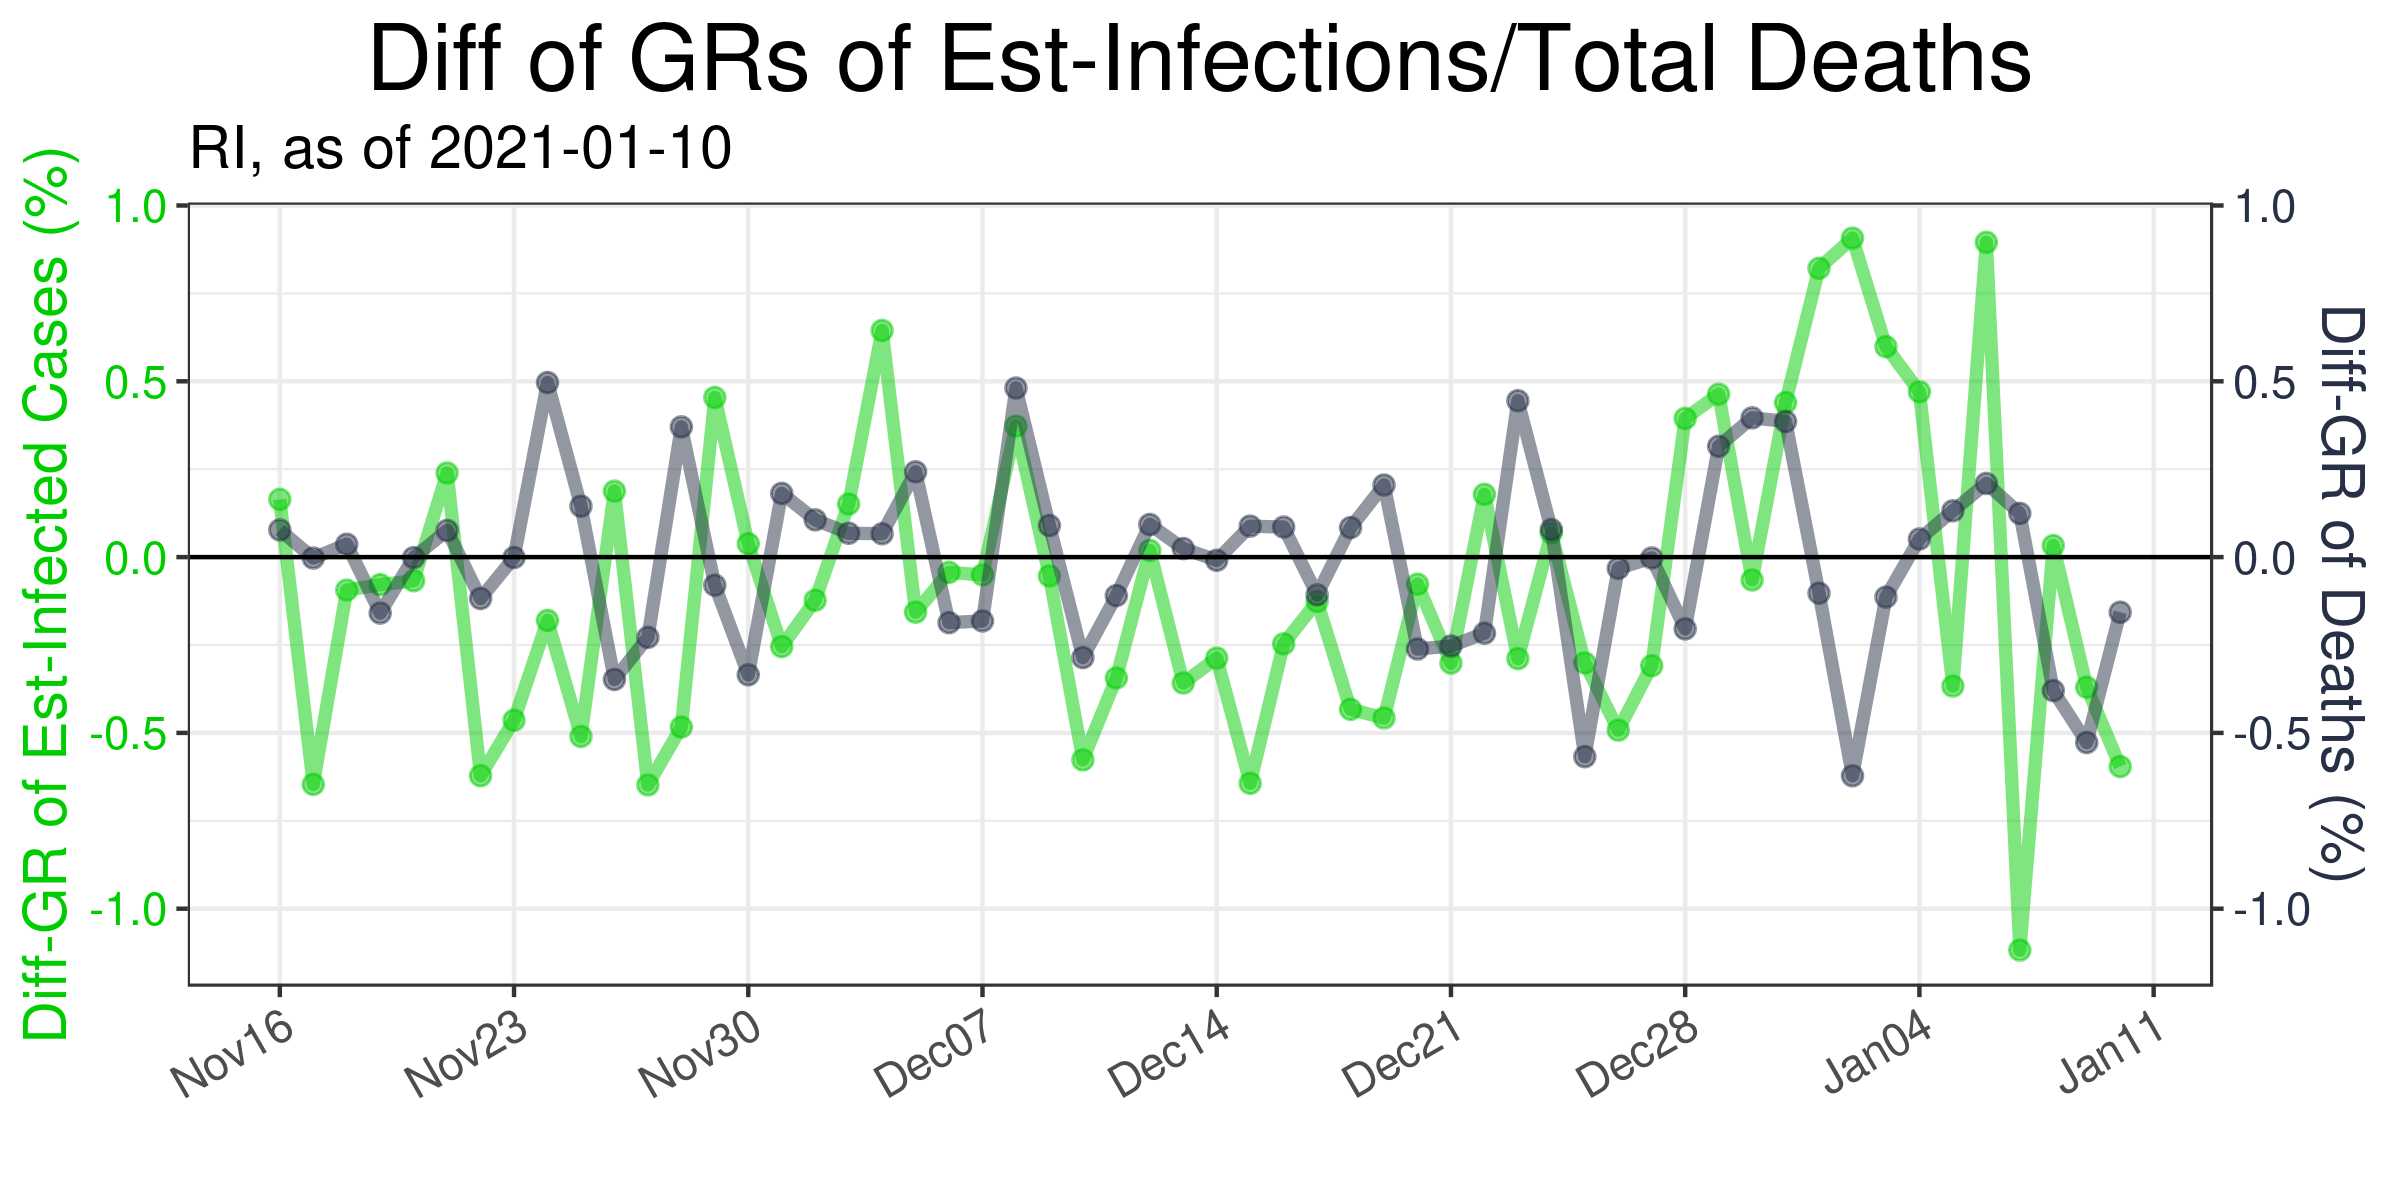 Diff of GRs of Est-Infections/Total Deaths
RI, as of 2021-01-10
Diff-GR of Est-Infected Cases (%)
1.0
0.5
0.0
-0.5
-1.0
1.0
0.5
0.0
-0.5
-1.0
Diff-GR of Deaths (%)
Nov16
Nov23
Nov30
Dec07
Dec14
Dec21
Dec28
Jan04
Jan11